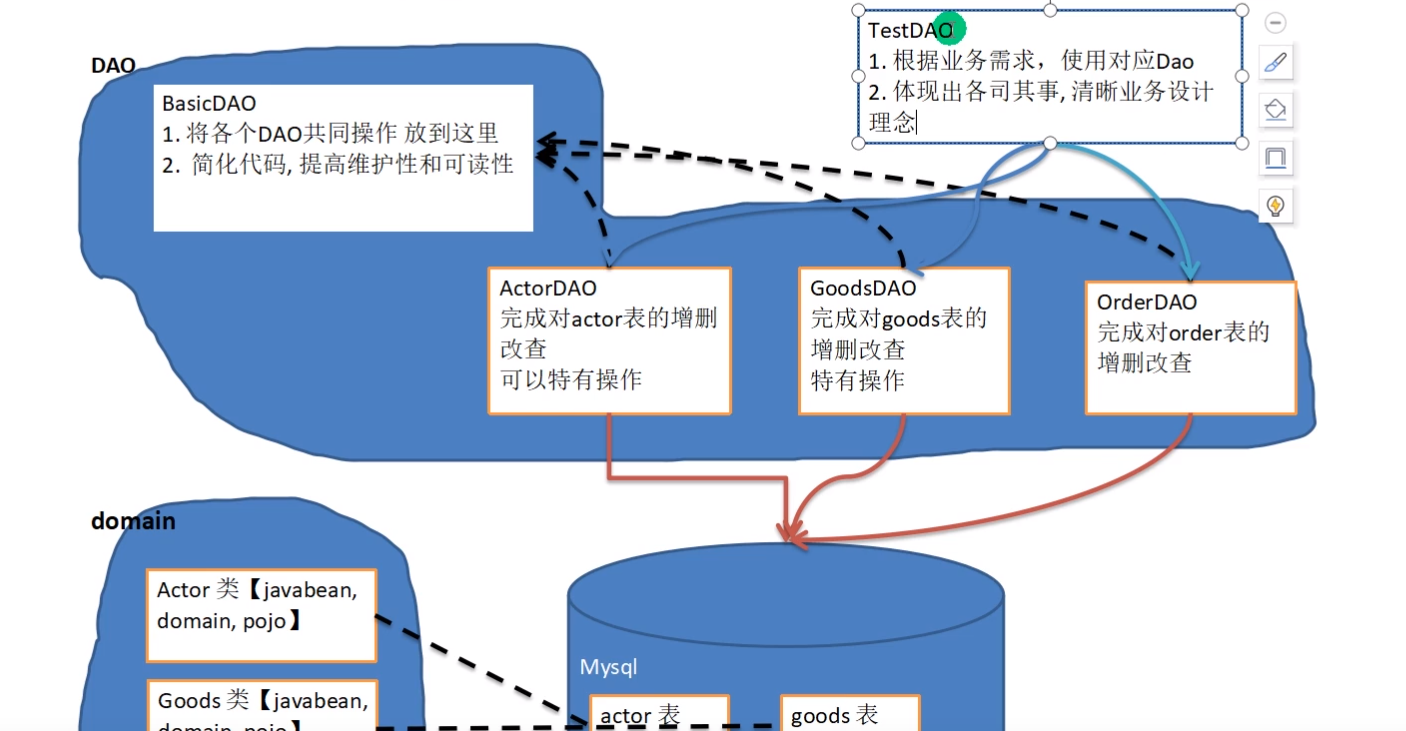 DAO
BasicDAO
1. 将各个DAO共同操作 放到这里
2. 简化代码, 提高维护性和可读性
TestDAO
1. 根据业务需求，使用对应Dao
2. 体现出各司其事, 清晰业务设计
理念
ActorDAO
完成对actor表的增删
改查
可以特有操作
GoodsDAO
完成对goods表的
增删改查
特有操作
OrderDAO
完成对order表的
增删改查
domain
Actor 类【javabean,
domain, pojo】
Goods 类【javabean,
domain, pojo】
Mysql
actor 表
goods 表